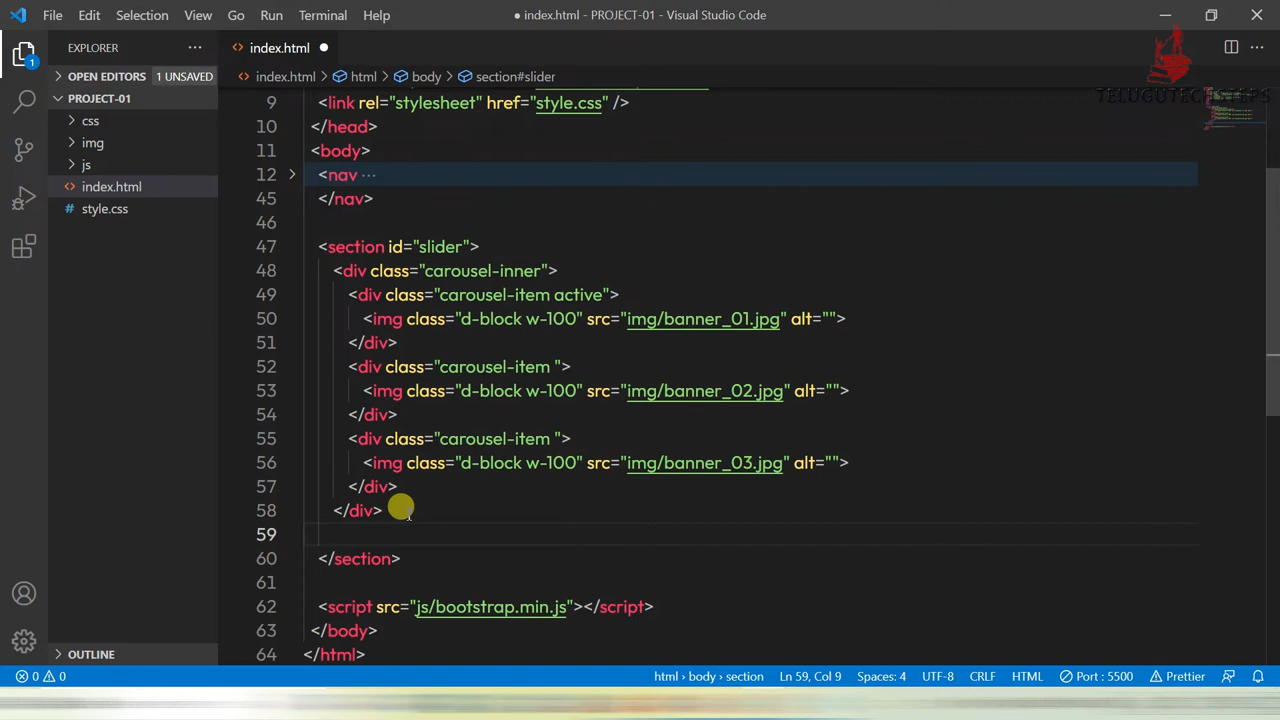 File Edit Selection View Go Run Terminal Help
● index.html - PROJECT-01 - Visual Studio Code
EXPLORER
index.html
TELUGUTECHSTEPS
1
OPEN EDITORS 1 UNSAVED
index.html > html > body > section#slider
PROJECT-01
css
img
js
index.html
style.css
OUTLINE
9 <link rel="stylesheet" href="style.css" />
10 </head>
11 <body>
12 <nav ···
45 </nav>
46
47 <section id="slider">
48 <div class="carousel-inner">
49 <div class="carousel-item active">
50 <img class="d-block w-100" src="img/banner_01.jpg" alt="">
51 </div>
52 <div class="carousel-item ">
53 <img class="d-block w-100" src="img/banner_02.jpg" alt="">
54 </div>
55 <div class="carousel-item ">
56 <img class="d-block w-100" src="img/banner_03.jpg" alt="">
57 </div>
58 </div>
59
60 </section>
61
62 <script src="js/bootstrap.min.js"></script>
63 </body>
64 </html>
0 0 html › body › section Ln 59, Col 9 Spaces: 4 UTF-8 CRLF HTML Port : 5500 Prettier